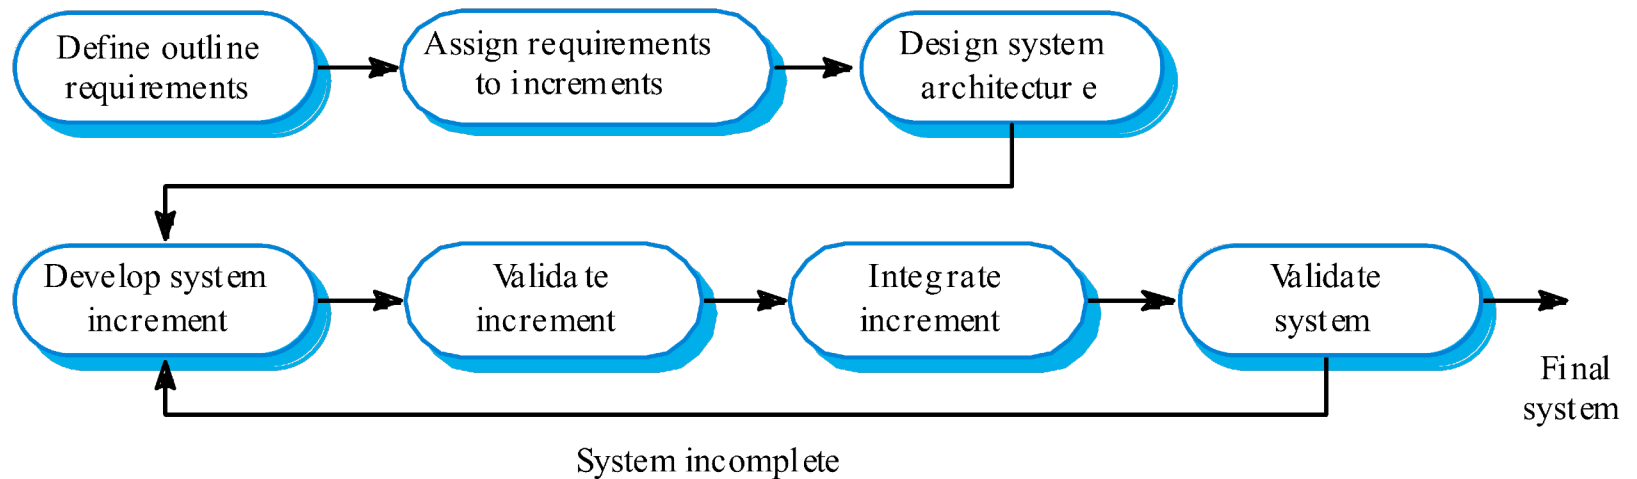 Define outline
requirements
Assign requirements
to increments
Design system
architectur e
Develop system
increment
Validate
increment
Integrate
increment
Validate
system
Final
system
System incomplete